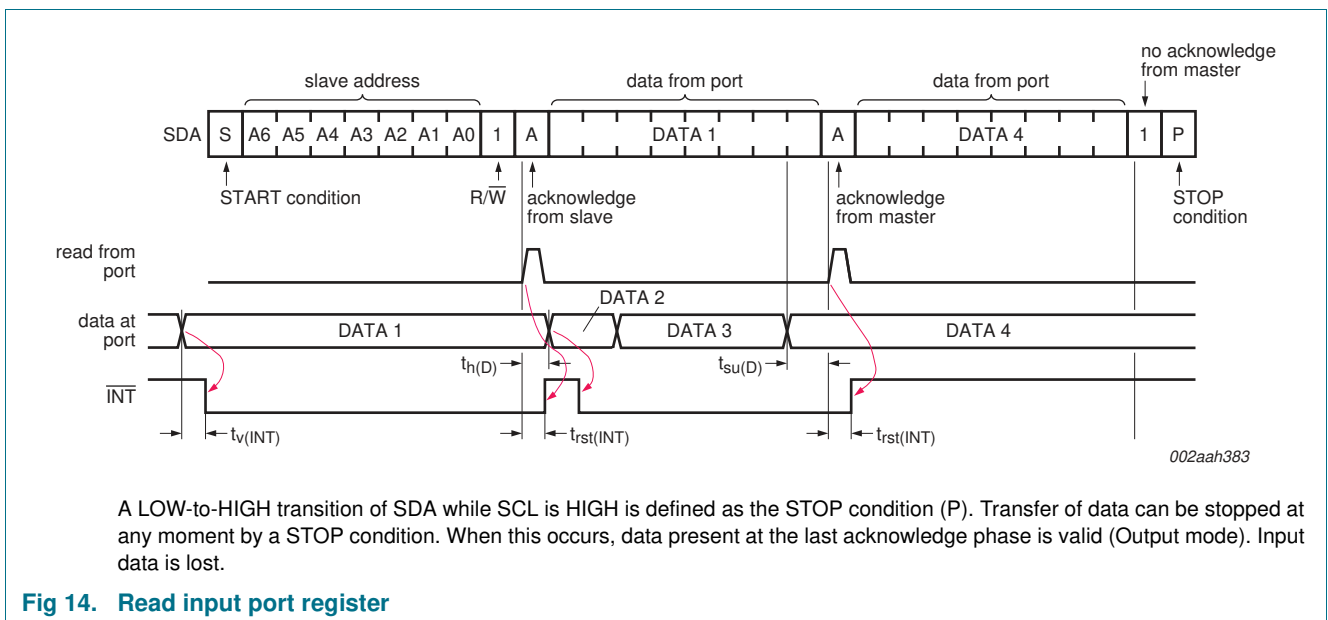 no acknowledge
from master
slave address
data from port
data from port
SDA S A6 A5 A4 A3 A2 A1 A0 1 A DATA 1 A DATA 4 1 P
START condition
R/W̅
acknowledge
from slave
acknowledge
from master
STOP
condition
read from
port
DATA 2
data at
port
DATA 1 DATA 3 DATA 4
th(D)
tsu(D)
I̅N̅T̅
tv(INT)
trst(INT)
trst(INT)
002aah383
A LOW-to-HIGH transition of SDA while SCL is HIGH is defined as the STOP condition (P). Transfer of data can be stopped at
any moment by a STOP condition. When this occurs, data present at the last acknowledge phase is valid (Output mode). Input
data is lost.
Fig 14. Read input port register